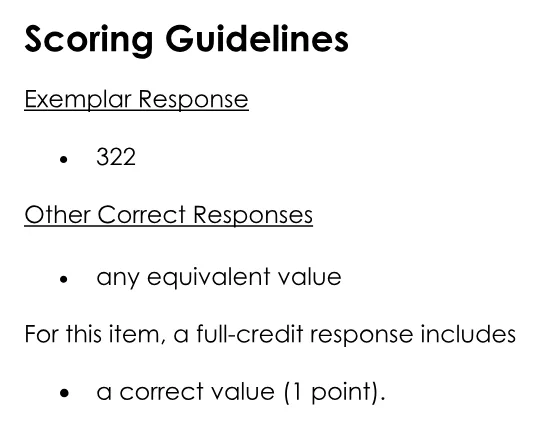 Scoring Guidelines
Exemplar Response
• 322
Other Correct Responses
• any equivalent value
For this item, a full-credit response includes
• a correct value (1 point).